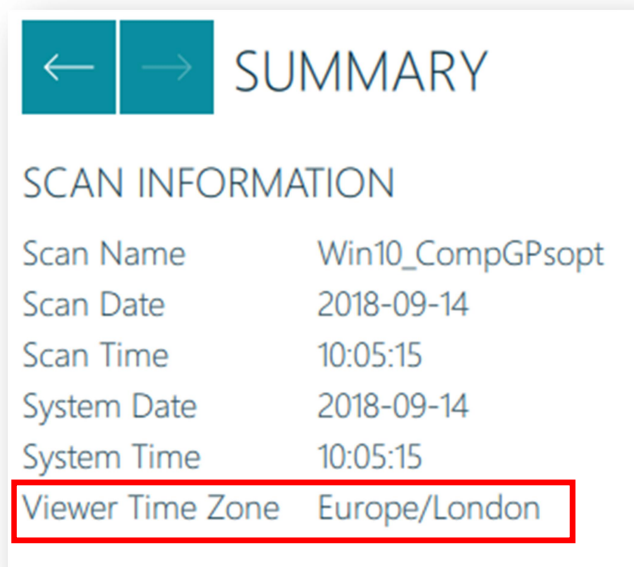 SUMMARY
SCAN INFORMATION
Scan Name Win10_CompGPsopt
Scan Date 2018-09-14
Scan Time 10:05:15
System Date 2018-09-14
System Time 10:05:15
Viewer Time Zone Europe/London